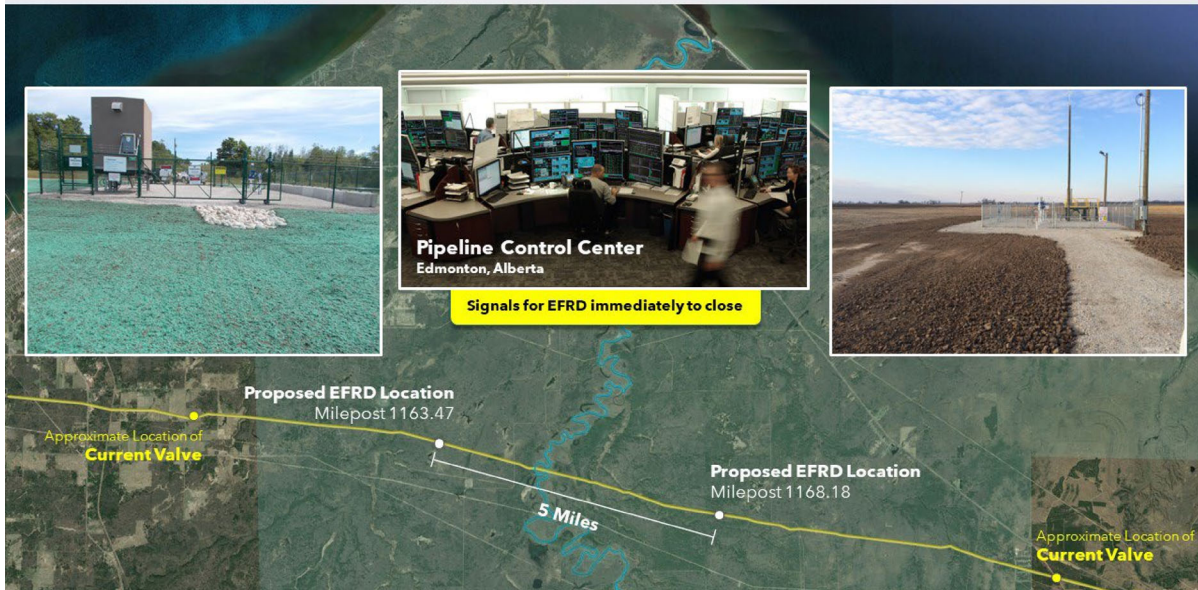 Pipeline Control Center
Edmonton, Alberta
Signals for EFRD immediately to close
Proposed EFRD Location
Milepost 1163.47
Approximate Location of
Current Valve
5 Miles
Proposed EFRD Location
Milepost 1168.18
Approximate Location of
Current Valve